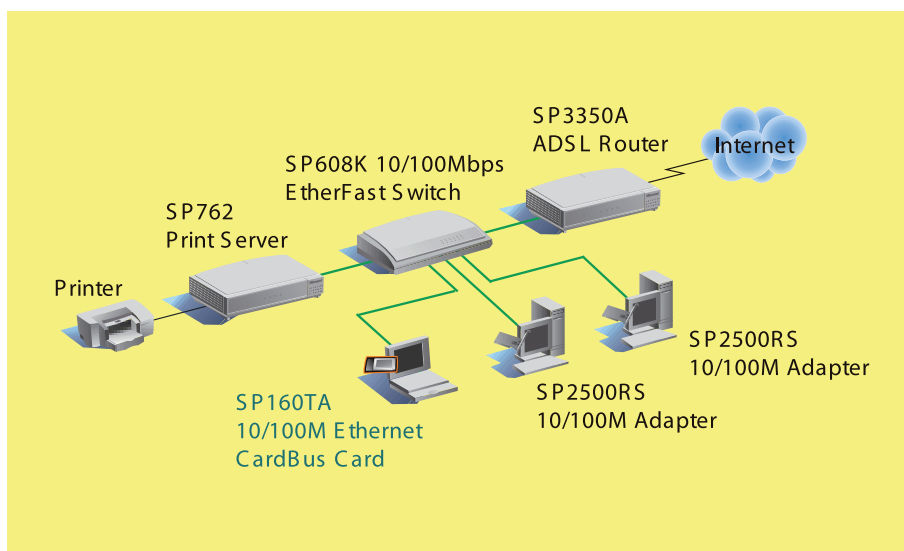 SP3350A
ADSL Router
Internet
SP608K 10/100Mbps
EtherFast Switch
SP762
Print Server
Printer
SP2500RS
10/100M Adapter
SP2500RS
10/100M Adapter
SP160TA
10/100M Ethernet
CardBus Card